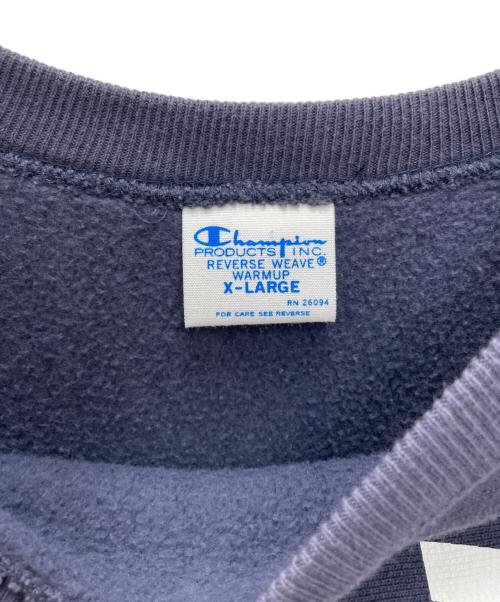 Champion
PRODUCTS INC.
REVERSE WEAVE®
WARMUP
X-LARGE
RN 26094
FOR CARE SEE REVERSE